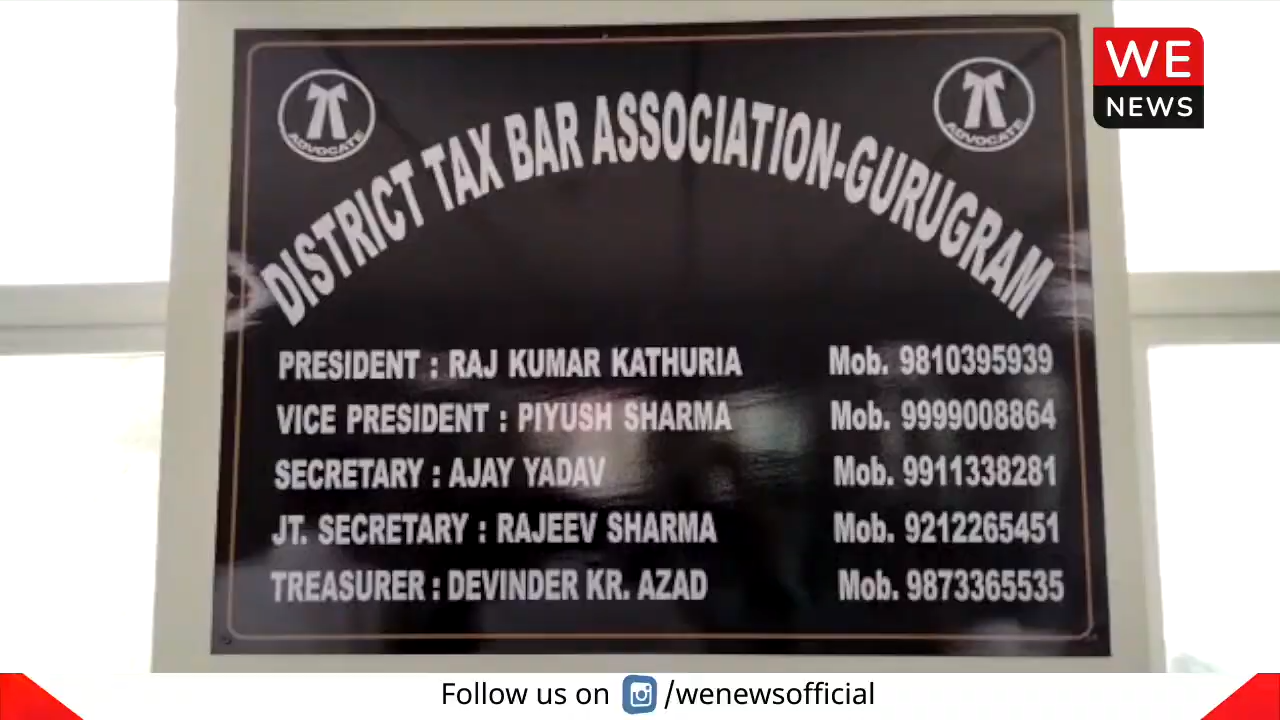 WE
NEWS
ADVOCATE
ADVOCATE
DISTRICT TAX BAR ASSOCIATION-GURUGRAM
PRESIDENT : RAJ KUMAR KATHURIA Mob. 9810395939
VICE PRESIDENT : PIYUSH SHARMA Mob. 9999008864
SECRETARY : AJAY YADAV Mob. 9911338281
JT. SECRETARY : RAJEEV SHARMA Mob. 9212265451
TREASURER : DEVINDER KR. AZAD Mob. 9873365535
Follow us on /wenewsofficial